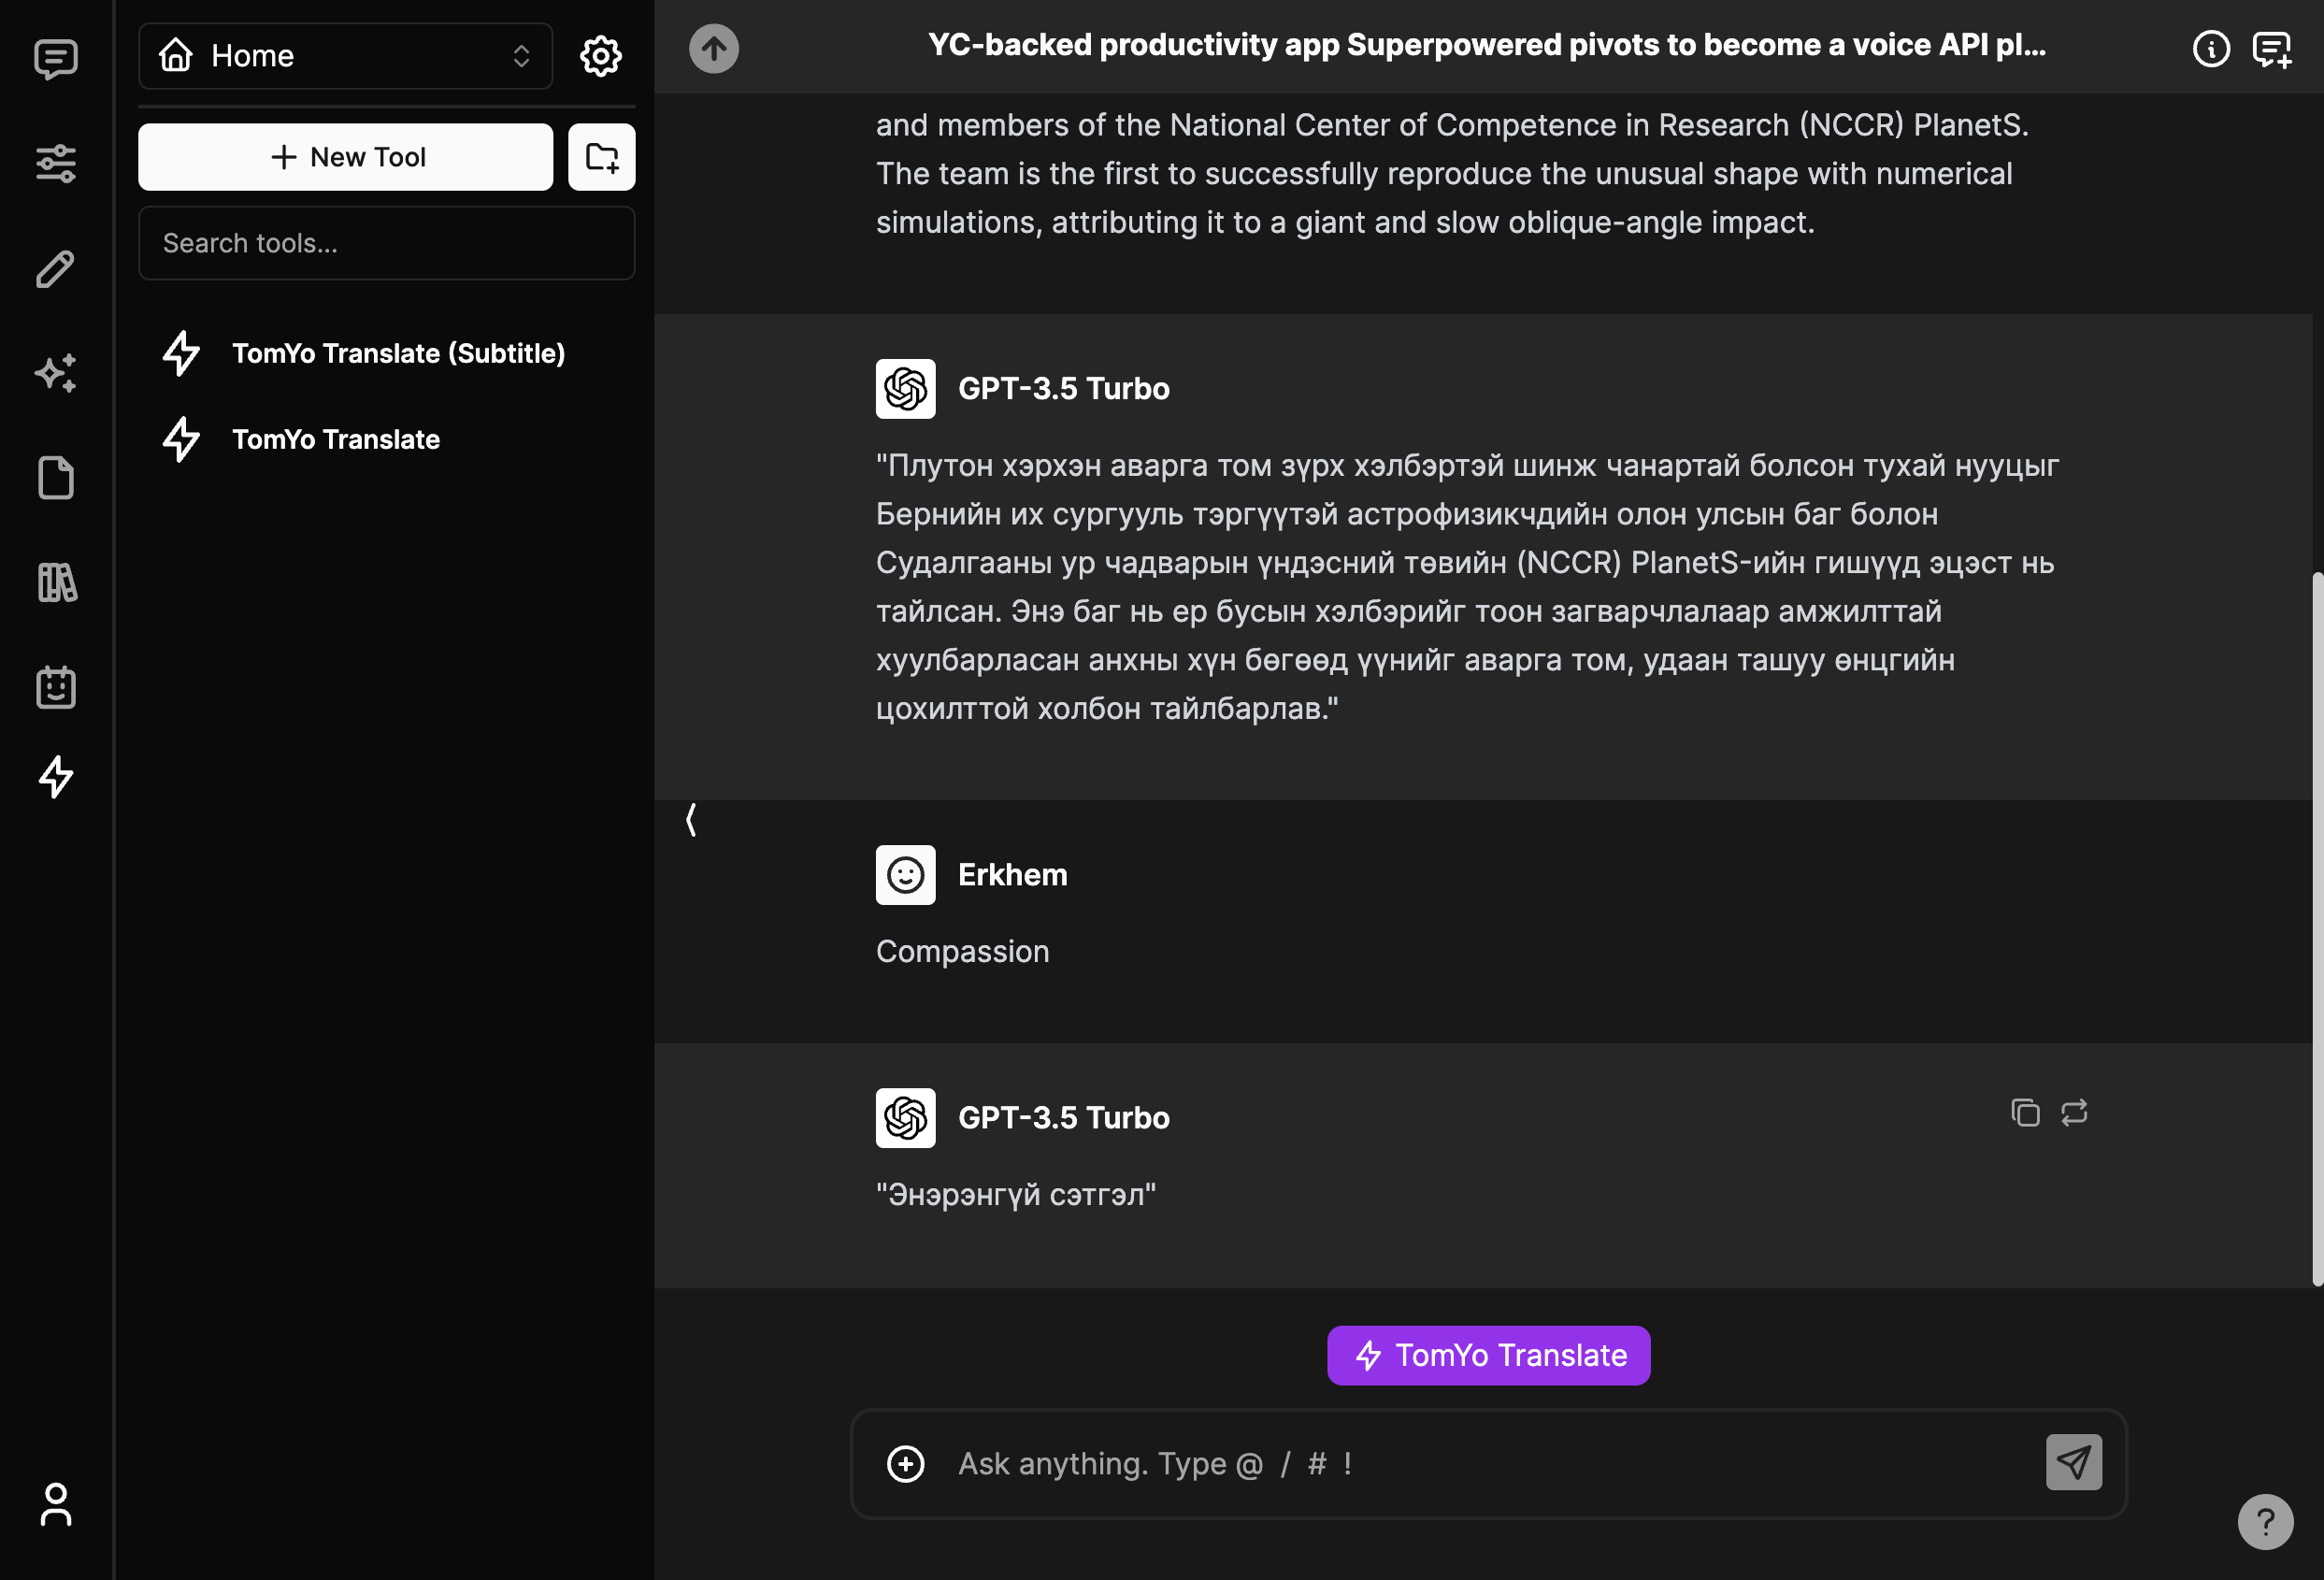 Home
New Tool
Search tools...
TomYo Translate (Subtitle)
TomYo Translate
YC-backed productivity app Superpowered pivots to become a voice API pl...
and members of the National Center of Competence in Research (NCCR) PlanetS.
The team is the first to successfully reproduce the unusual shape with numerical
simulations, attributing it to a giant and slow oblique-angle impact.
GPT-3.5 Turbo
"Плутон хэрхэн аварга том зүрх хэлбэртэй шинж чанартай болсон тухай нууцыг
Бернийн их сургууль тэргүүтэй астрофизикчдийн олон улсын баг болон
Судалгааны ур чадварын үндэсний төвийн (NCCR) PlanetS-ийн гишүүд эцэст нь
тайлсан. Энэ баг нь ер бусын хэлбэрийг тоон загварчлалаар амжилттай
хуулбарласан анхны хүн бөгөөд үүнийг аварга том, удаан ташуу өнцгийн
цохилттой холбон тайлбарлав."
Erkhem
Compassion
GPT-3.5 Turbo
"Энэрэнгүй сэтгэл"
TomYo Translate
Ask anything. Type @ / # !
?